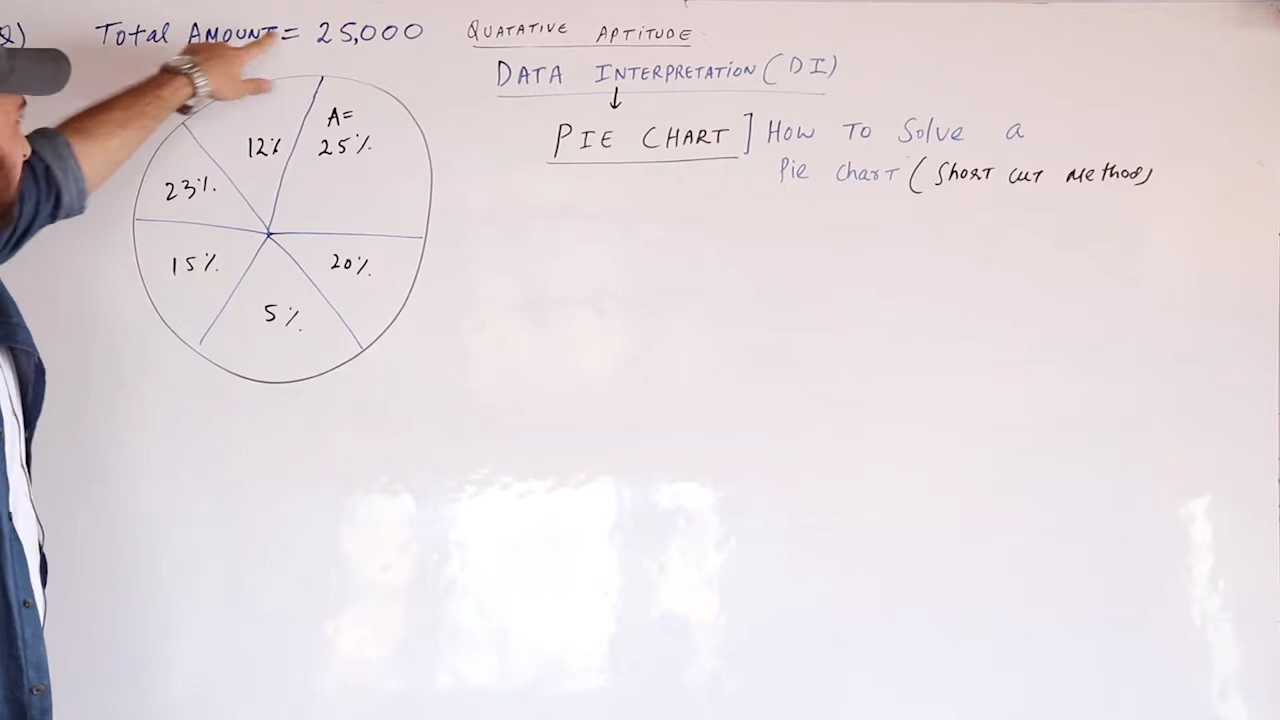 Q)
Total AMOUNT = 25,000
QUATATIVE APTITUDE
DATA INTERPRETATION (DI)
↓
PIE CHART ] HOW TO Solve a
Pie CharT ( SHORT CUT METHOD)
A=
25%
12%
23%
15%
20%
5%